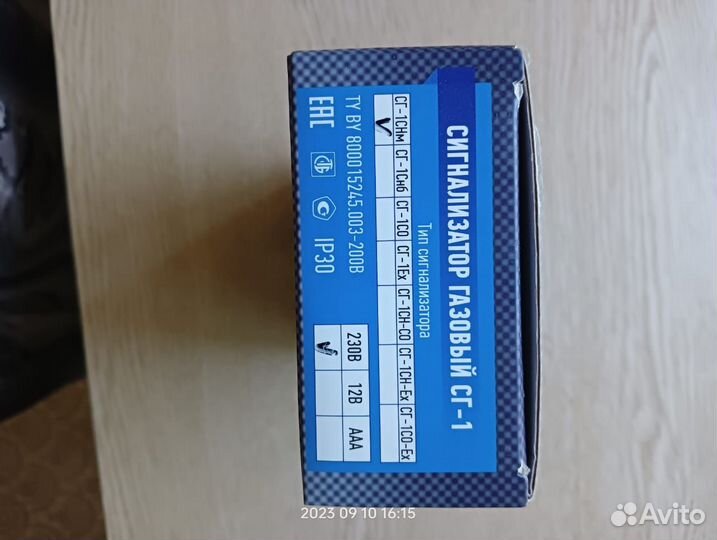 СИГНАЛИЗАТОР ГАЗОВЫЙ СГ-1
Тип сигнализатора
СГ-1СНм СГ-1Снб СГ-1СО СГ-1Ех СГ-1СН-СО СГ-1СН-Ех СГ-1СО-Ех
ТУ BY 800015245.003-200В
230В 12В ААА
ЕАС IP30
2023 09 10 16:15
Avito